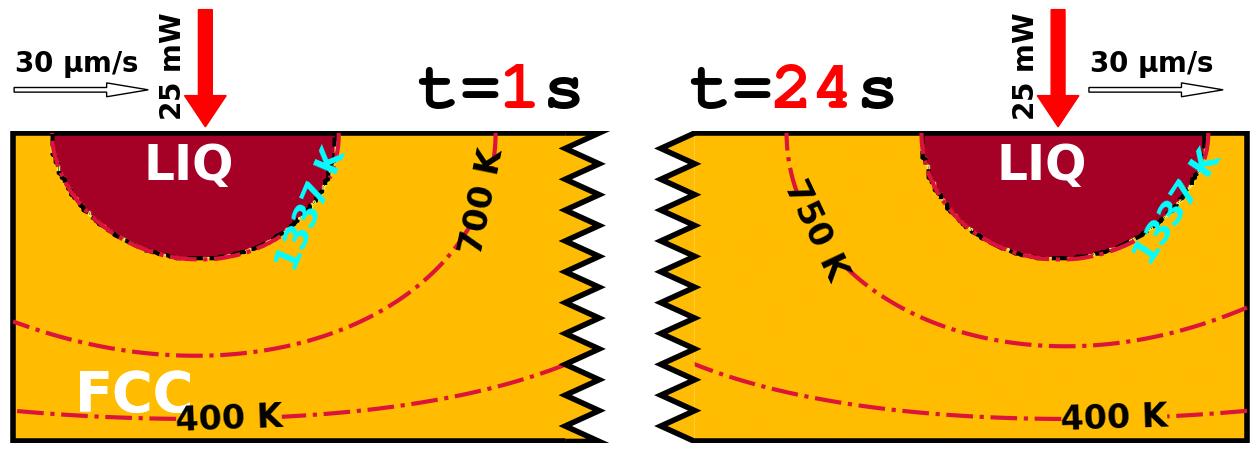 30 μm/s
25 mW
t=1s
LIQ
1337 K
700 K
FCC
400 K
t=24s
25 mW
30 μm/s
LIQ
1337 K
750 K
400 K